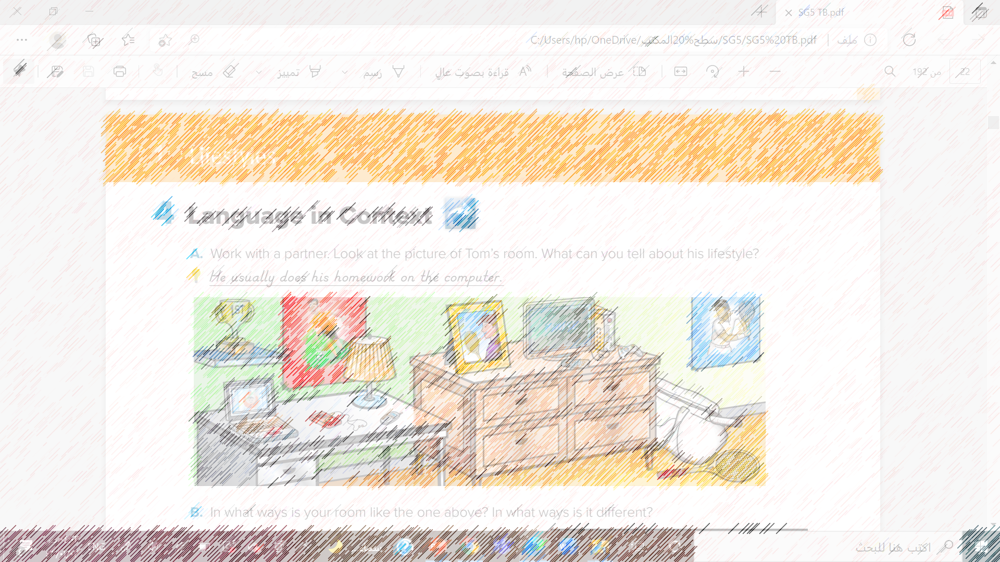 SG5 TB.pdf
C:/Users/hp/OneDrive/سطح%20المكتب/SG5/SG5%20TB.pdf
ملف
مسح
تمييز
رسم
قراءة بصوت عالٍ
عرض الصفحة
من 192
22
Lifestyles
4 Language in Context
A. Work with a partner. Look at the picture of Tom's room. What can you tell about his lifestyle?
He usually does his homework on the computer.
1ST
B. In what ways is your room like the one above? In what ways is it different?
ENG
اكتب هنا للبحث